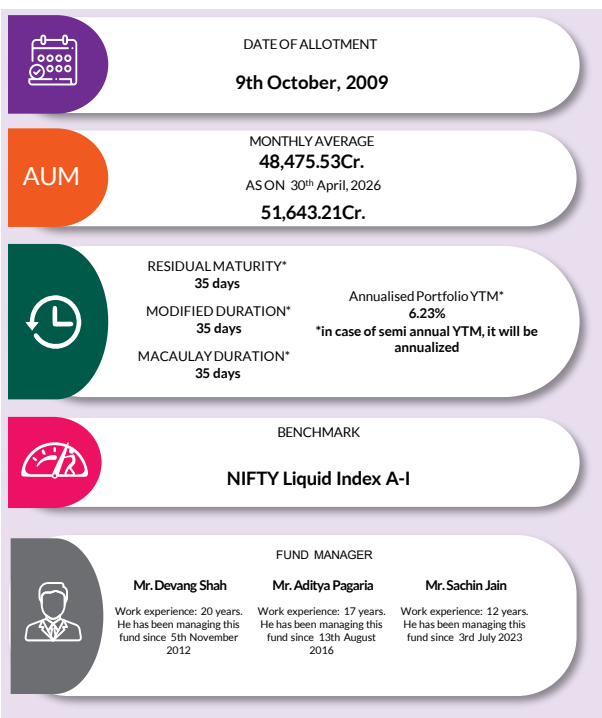 DATE OF ALLOTMENT
9th October, 2009
AUM
MONTHLY AVERAGE
48,475.53Cr.
AS ON 30th April, 2026
51,643.21Cr.
RESIDUAL MATURITY*
35 days
MODIFIED DURATION*
35 days
MACAULAY DURATION*
35 days
Annualised Portfolio YTM*
6.23%
*in case of semi annual YTM, it will be
annualized
BENCHMARK
NIFTY Liquid Index A-I
FUND MANAGER
Mr. Devang Shah
Work experience: 20 years.
He has been managing this
fund since 5th November
2012
Mr. Aditya Pagaria
Work experience: 17 years.
He has been managing this
fund since 13th August
2016
Mr. Sachin Jain
Work experience: 12 years.
He has been managing this
fund since 3rd July 2023